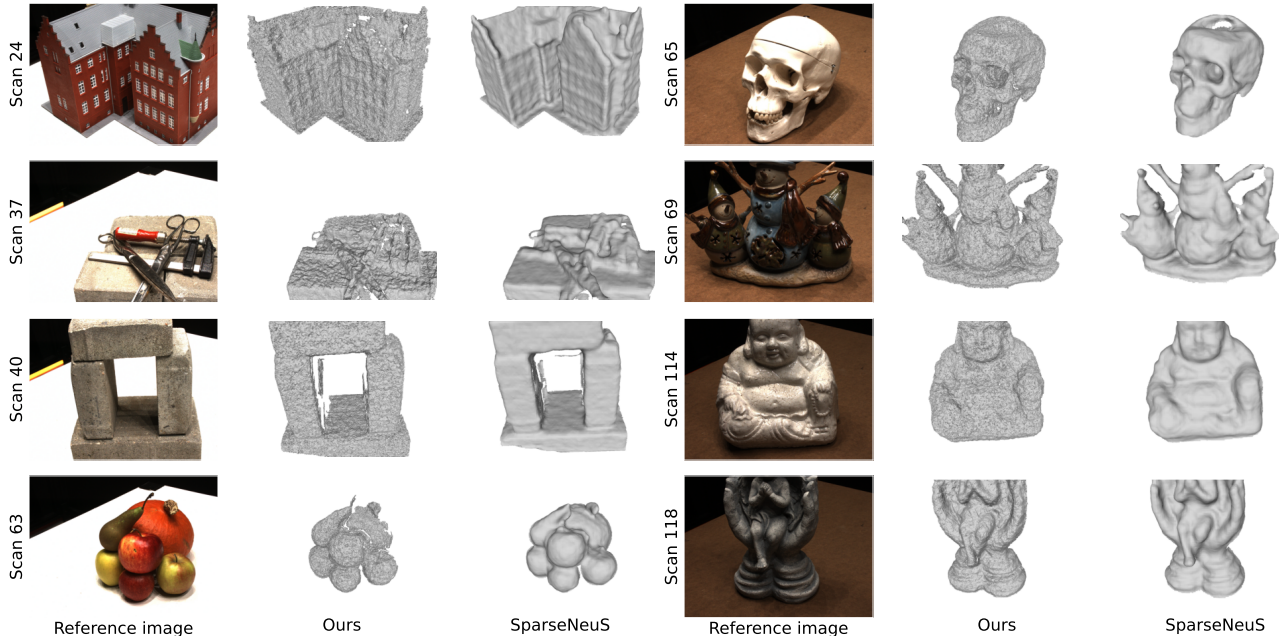 Scan 24
Scan 65
Scan 37
Scan 69
Scan 40
Scan 114
Scan 63
Scan 118
Reference image
Ours
SparseNeuS
Reference image
Ours
SparseNeuS